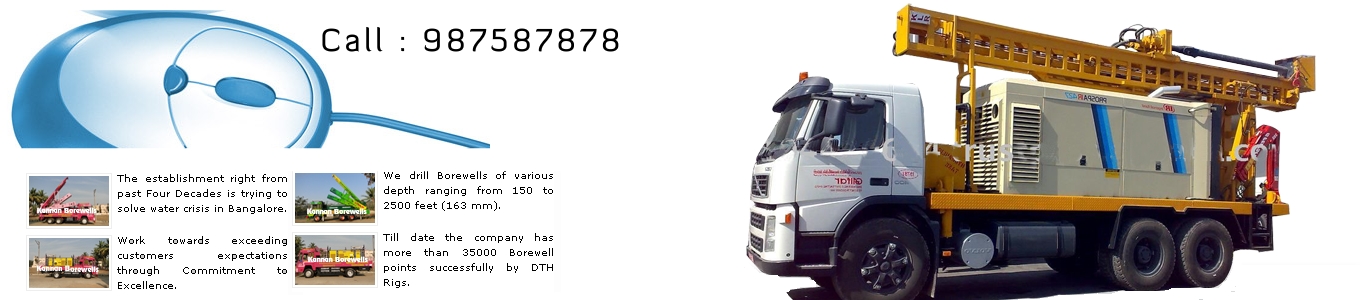 Call : 987587878
The establishment right from
past Four Decades is trying to
solve water crisis in Bangalore.
Kannan Borewells
We drill Borewells of various
depth ranging from 150 to
2500 feet (163 mm).
Kannan Borewells
Work towards exceeding
customers expectations
through Commitment to
Excellence.
Kannan Borewells
Till date the company has
more than 35000 Borewell
points successfully by DTH
Rigs.
Kannan Borewells